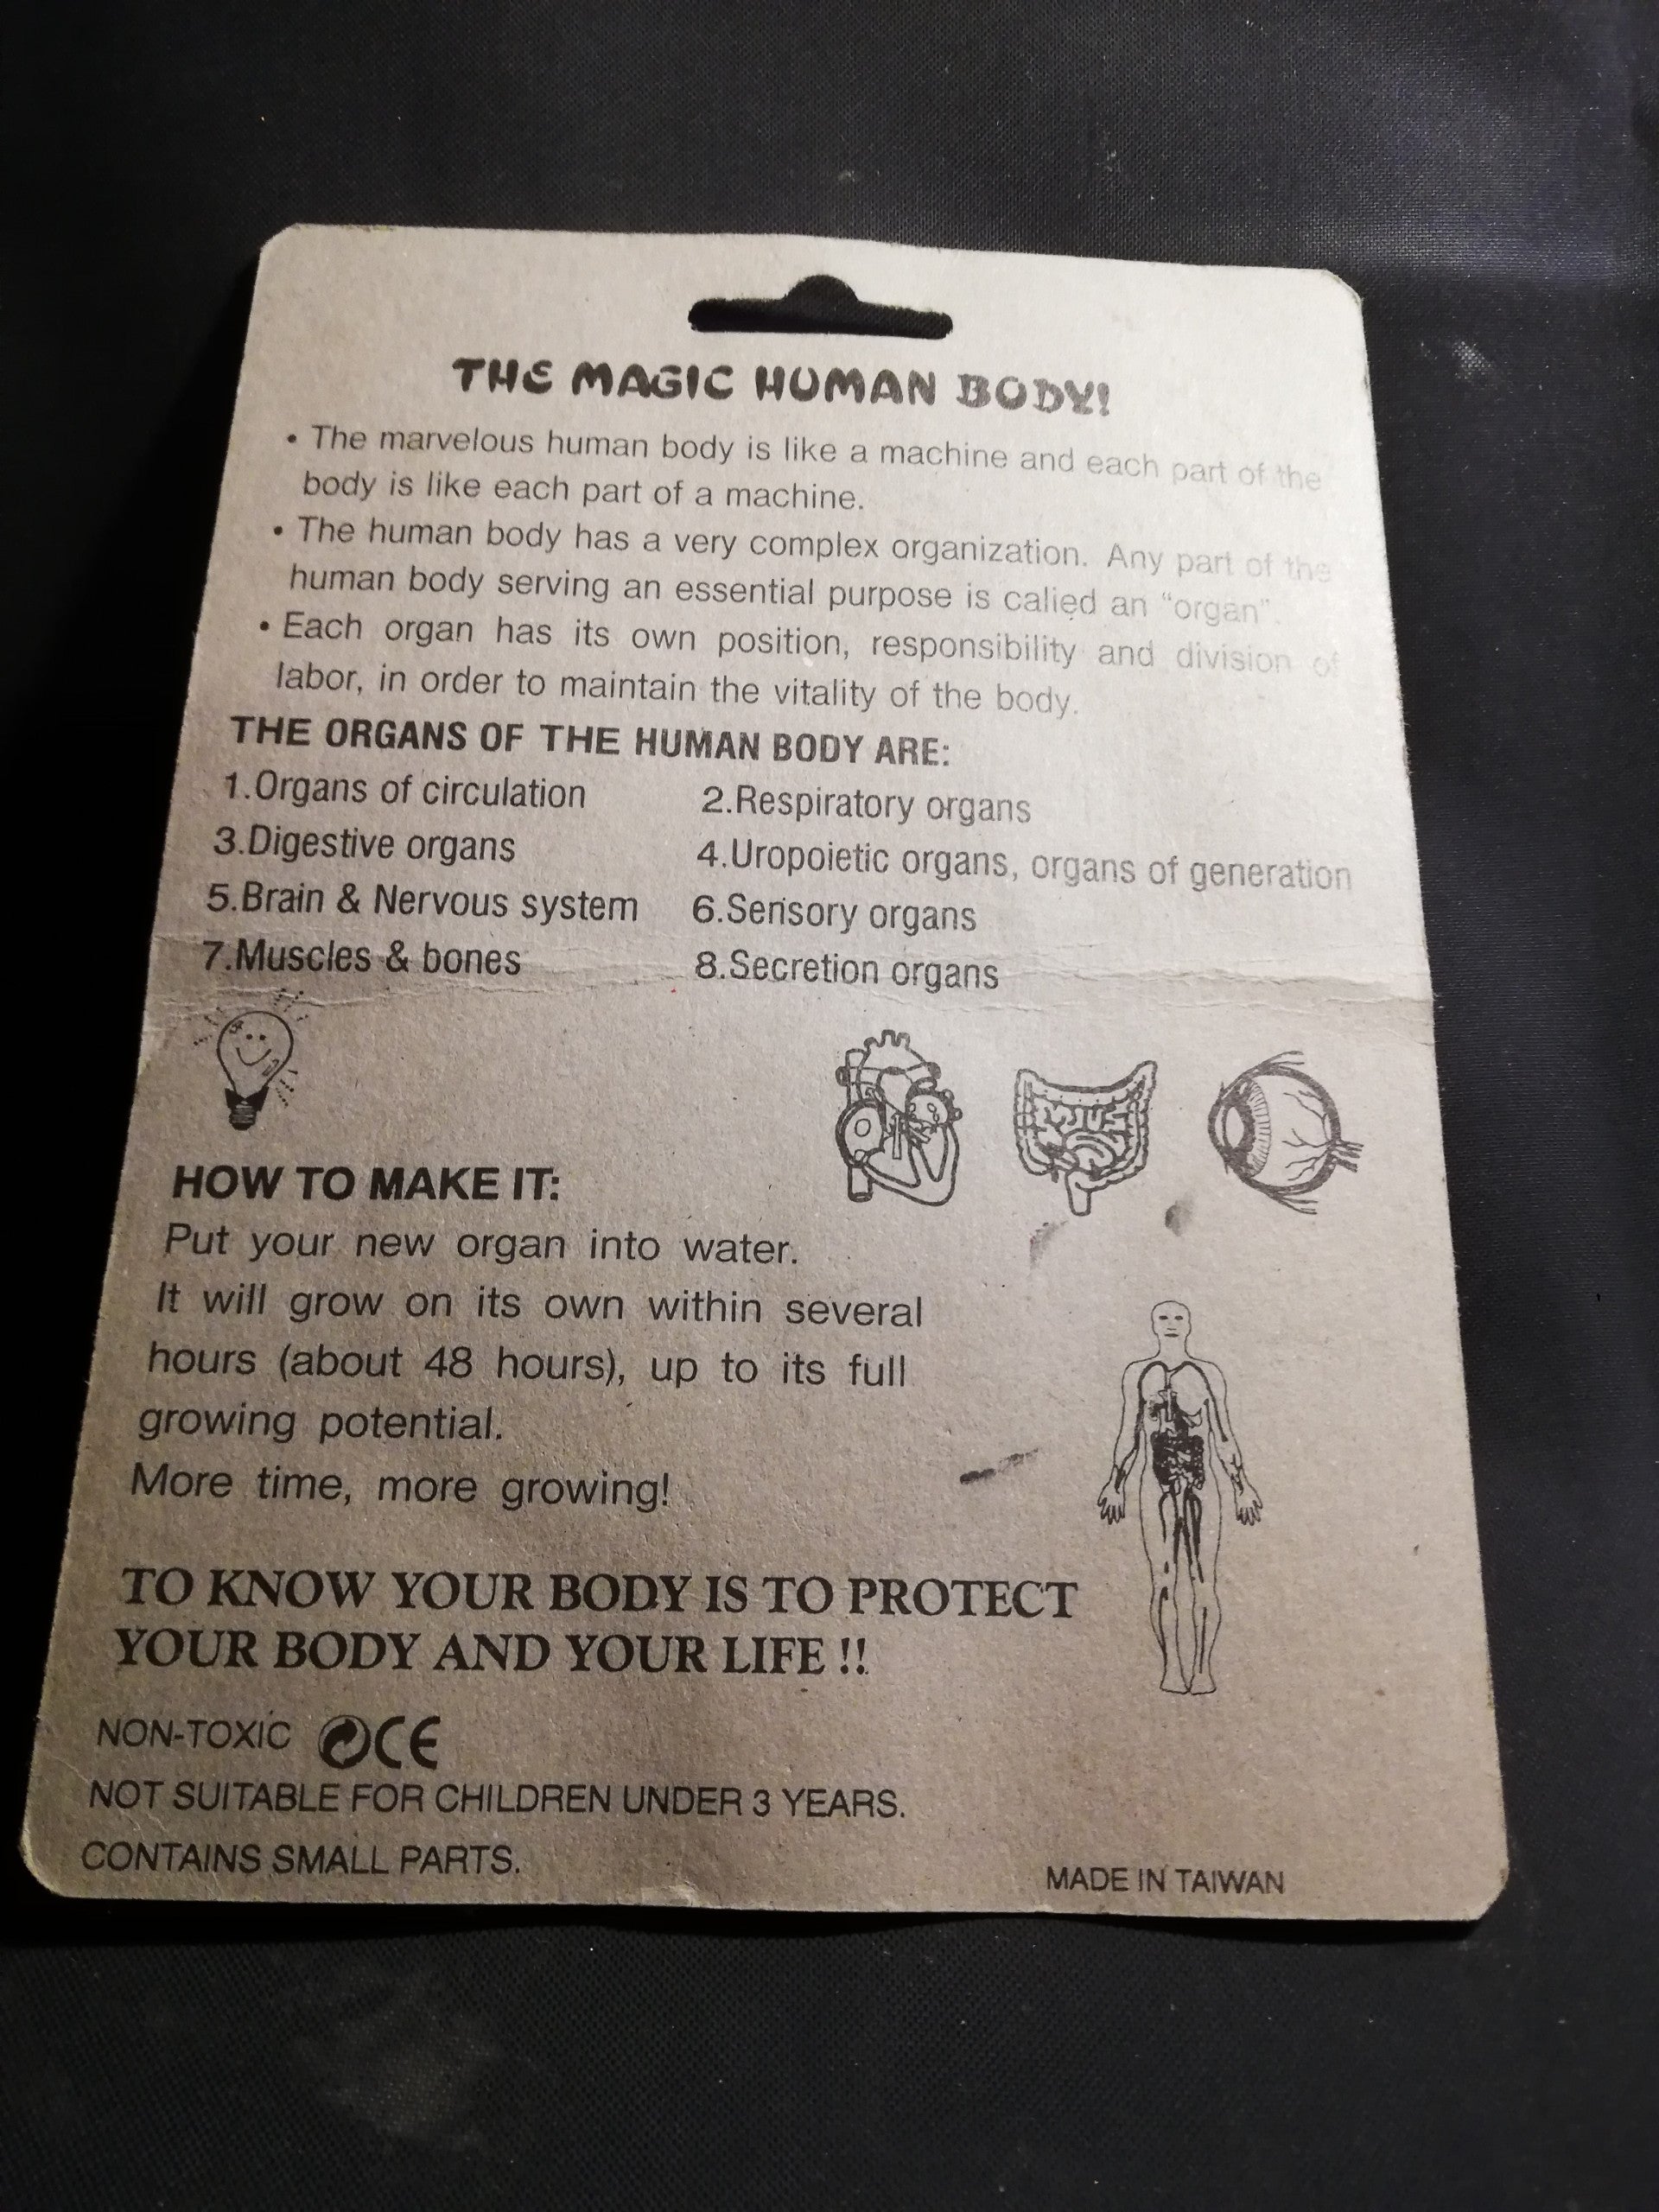 THE MAGIC HUMAN BODY!
• The marvelous human body is like a machine and each part of the
body is like each part of a machine.
• The human body has a very complex organization. Any part of the
human body serving an essential purpose is calied an “organ”.
• Each organ has its own position, responsibility and division of
labor, in order to maintain the vitality of the body.
THE ORGANS OF THE HUMAN BODY ARE:
1.Organs of circulation 2.Respiratory organs
3.Digestive organs 4.Uropoietic organs, organs of generation
5.Brain & Nervous system 6.Sensory organs
7.Muscles & bones 8.Secretion organs
HOW TO MAKE IT:
Put your new organ into water.
It will grow on its own within several
hours (about 48 hours), up to its full
growing potential.
More time, more growing!
TO KNOW YOUR BODY IS TO PROTECT
YOUR BODY AND YOUR LIFE !!
NON-TOXIC CE
NOT SUITABLE FOR CHILDREN UNDER 3 YEARS.
CONTAINS SMALL PARTS.
MADE IN TAIWAN